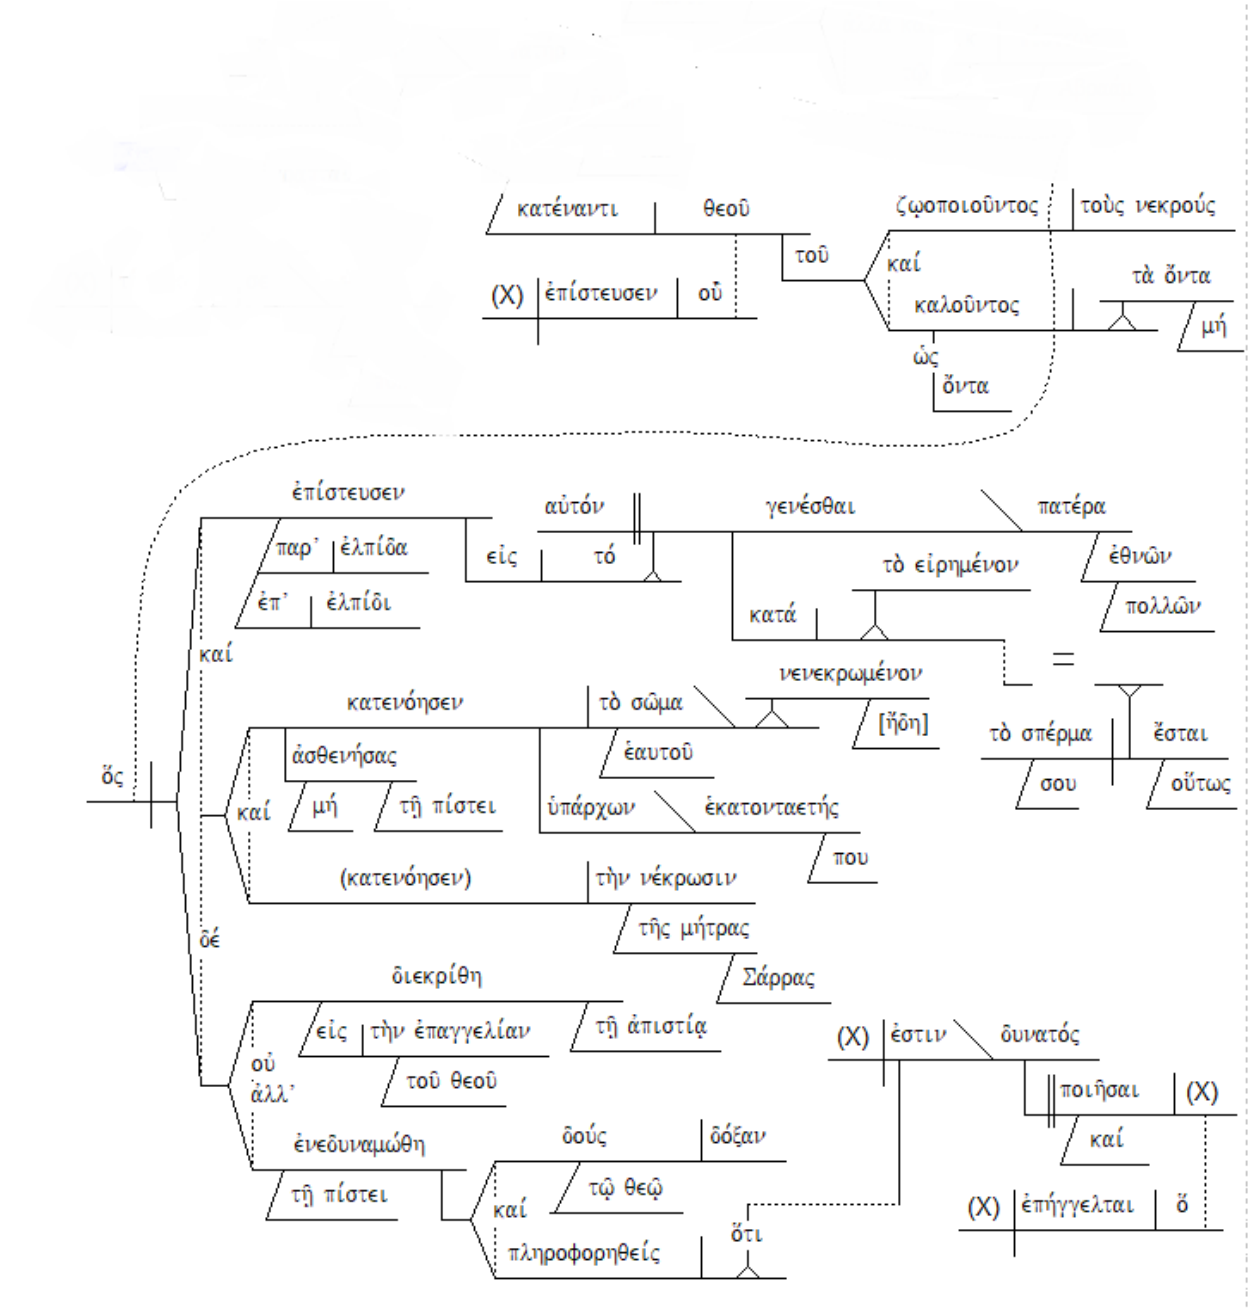 κατέναντι θεοῦ ζῳοποιοῦντος τοὺς νεκρούς
τοῦ καί
(X) ἐπίστευσεν οὗ
τὰ ὄντα
καλοῦντος μή
ὡς
ὄντα
ἐπίστευσεν αὐτόν γενέσθαι πατέρα
παρ' ἐλπίδα εἰς τό τὸ εἰρημένον ἐθνῶν
ἐπ' ἐλπίδι κατά πολλῶν
καί =
κατενόησεν τὸ σῶμα νενεκρωμένον
[ἤδη]
ἑαυτοῦ
τὸ σπέρμα ἔσται
σου οὕτως
ὅς ἀσθενήσας
καί μή τῇ πίστει ὑπάρχων ἑκατονταετής
που
(κατενόησεν) τὴν νέκρωσιν
τῆς μήτρας
δέ
Σάρρας
διεκρίθη
εἰς τὴν ἐπαγγελίαν τῇ ἀπιστίᾳ
τοῦ θεοῦ
οὐ
ἀλλ'
(X) ἐστιν δυνατός
ποιῆσαι (X)
καί
ἐνεδυναμώθη δούς δόξαν
τῇ πίστει τῷ θεῷ
καί
(X) ἐπήγγελται ὅ
ὅτι
πληροφορηθείς